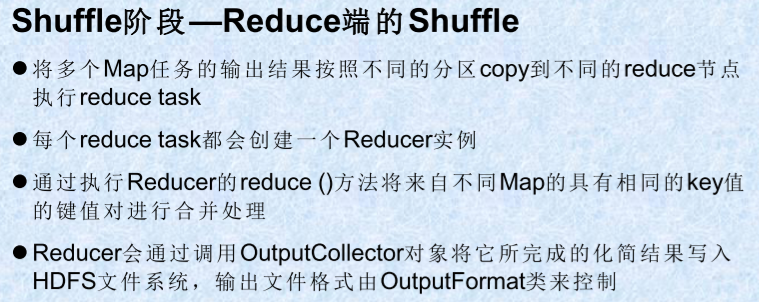 Shuffle阶段—Reduce端的Shuffle
●将多个Map任务的输出结果按照不同的分区copy到不同的reduce节点
执行reduce task
●每个reduce task都会创建一个Reducer实例
●通过执行Reducer的reduce ()方法将来自不同Map的具有相同的key值
的键值对进行合并处理
●Reducer会通过调用OutputCollector对象将它所完成的化简结果写入
HDFS文件系统，输出文件格式由OutputFormat类来控制